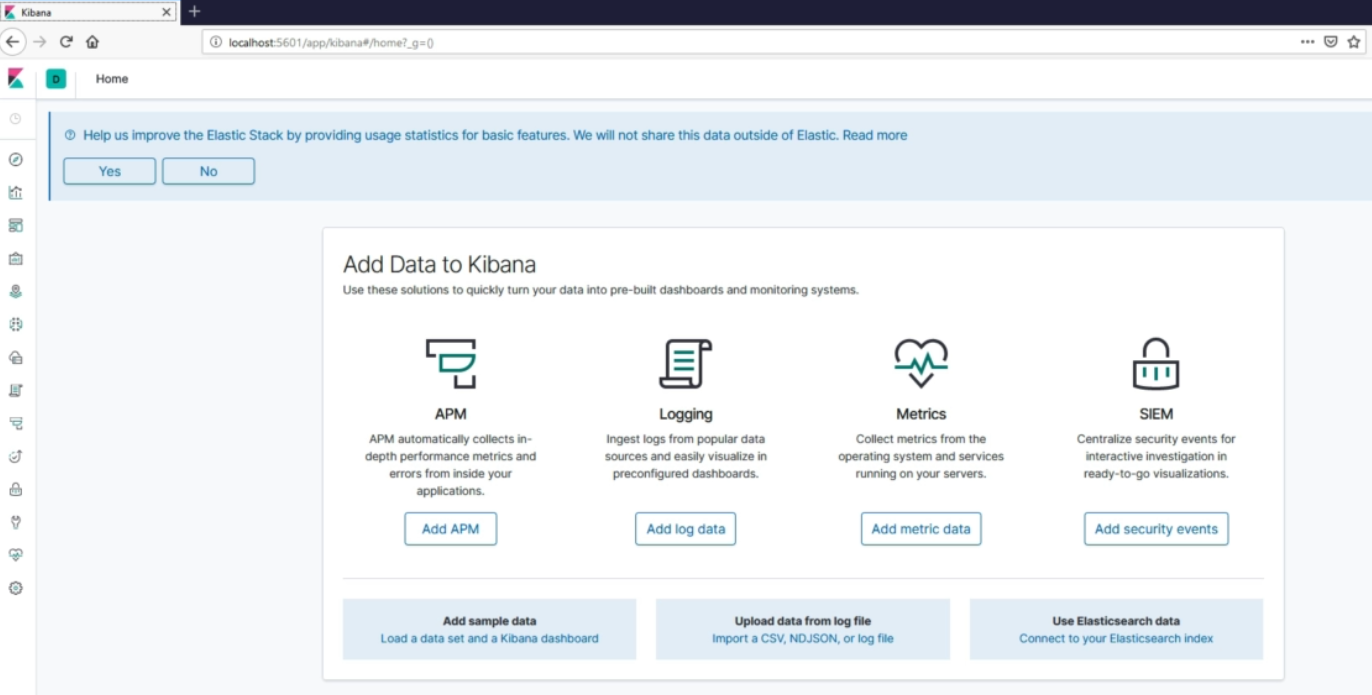 Kibana
localhost:5601/app/kibana#/home?_g=()
D
Home
Help us improve the Elastic Stack by providing usage statistics for basic features. We will not share this data outside of Elastic. Read more
Yes
No
Add Data to Kibana
Use these solutions to quickly turn your data into pre-built dashboards and monitoring systems.
APM
APM automatically collects in-
depth performance metrics and
errors from inside your
applications.
Add APM
Logging
Ingest logs from popular data
sources and easily visualize in
preconfigured dashboards.
Add log data
Metrics
Collect metrics from the
operating system and services
running on your servers.
Add metric data
SIEM
Centralize security events for
interactive investigation in
ready-to-go visualizations.
Add security events
Add sample data
Load a data set and a Kibana dashboard
Upload data from log file
Import a CSV, NDJSON, or log file
Use Elasticsearch data
Connect to your Elasticsearch index